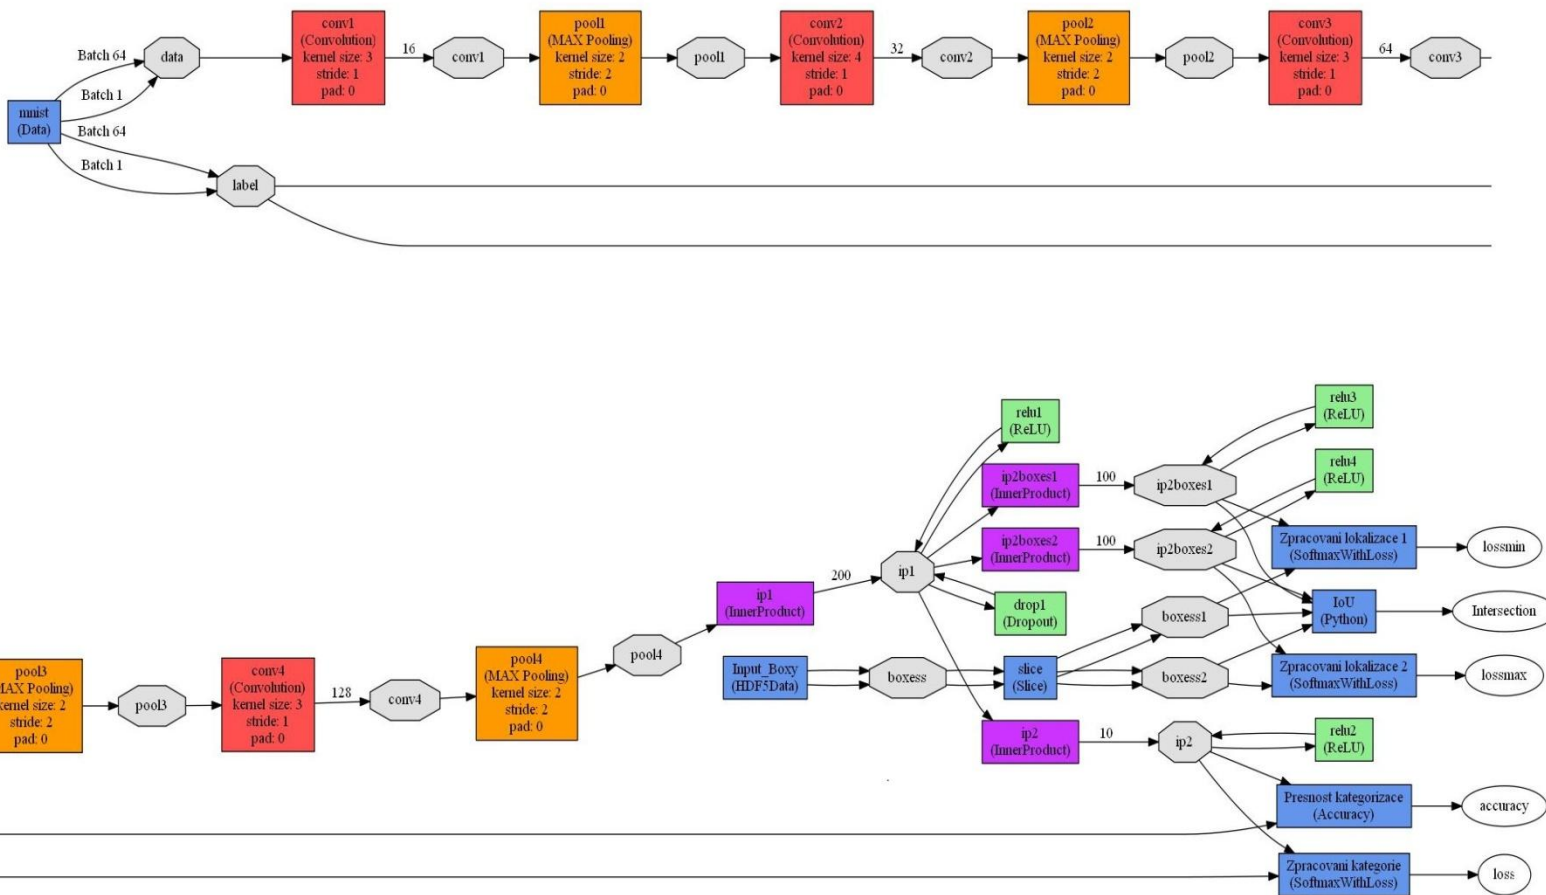 mnist
(Data)
Batch 64
Batch 1
Batch 64
Batch 1
data
label
conv1
(Convolution)
kernel size: 3
stride: 1
pad: 0
16
conv1
pool1
(MAX Pooling)
kernel size: 2
stride: 2
pad: 0
pool1
conv2
(Convolution)
kernel size: 4
stride: 1
pad: 0
32
conv2
pool2
(MAX Pooling)
kernel size: 2
stride: 2
pad: 0
pool2
conv3
(Convolution)
kernel size: 3
stride: 1
pad: 0
64
conv3
pool3
MAX Pooling)
kernel size: 2
stride: 2
pad: 0
pool3
conv4
(Convolution)
kernel size: 3
stride: 1
pad: 0
128
conv4
pool4
(MAX Pooling)
kernel size: 2
stride: 2
pad: 0
pool4
ip1
(InnerProduct)
200
ip1
Input_Boxy
(HDF5Data)
boxess
relu1
(ReLU)
ip2boxes1
(InnerProduct)
100
ip2boxes2
(InnerProduct)
100
drop1
(Dropout)
slice
(Slice)
ip2
(InnerProduct)
10
ip2boxes1
ip2boxes2
boxess1
boxess2
ip2
relu3
(ReLU)
relu4
(ReLU)
Zpracovani lokalizace 1
(SoftmaxWithLoss)
lossmin
IoU
(Python)
Intersection
Zpracovani lokalizace 2
(SoftmaxWithLoss)
lossmax
relu2
(ReLU)
Presnost kategorizace
(Accuracy)
accuracy
Zpracovani kategorie
(SoftmaxWithLoss)
loss